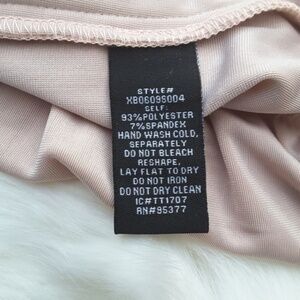 STYLE#
XB0609S004
SELF:
93%POLYESTER
7%SPANDEX
HAND WASH COLD,
SEPARATELY
DO NOT BLEACH
RESHAPE,
LAY FLAT TO DRY
DO NOT IRON
DO NOT DRY CLEAN
IC#TT1707
RN#95377